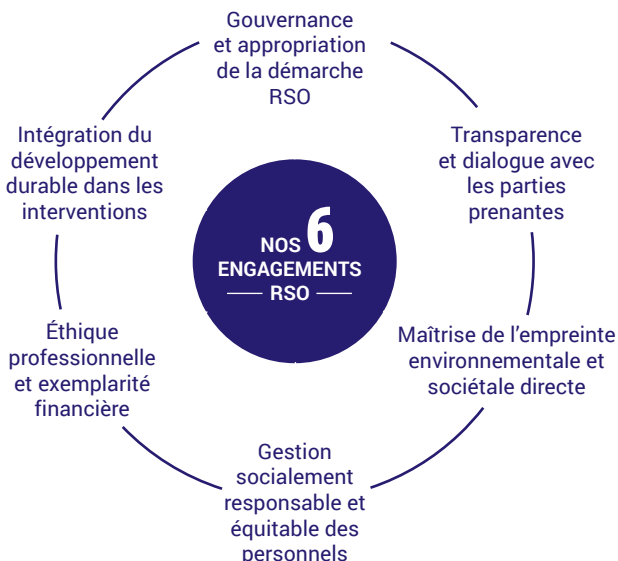 Gouvernance
et appropriation
de la démarche
RSO
Transparence
et dialogue avec
les parties
prenantes
Maîtrise de l’empreinte
environnementale et
sociétale directe
Gestion
socialement
responsable et
équitable des
personnels
Éthique
professionnelle
et exemplarité
financière
Intégration du
développement
durable dans les
interventions
NOS 6
ENGAGEMENTS
RSO